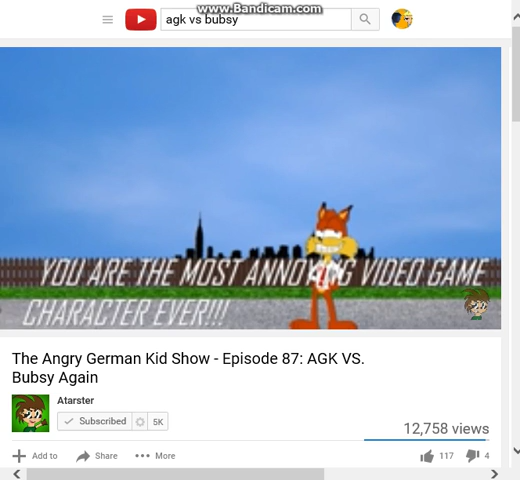 www.Bandicam.com
agk vs bubsy
YOU ARE THE MOST ANNOYING VIDEO GAME
CHARACTER EVER!!!
The Angry German Kid Show - Episode 87: AGK VS.
Bubsy Again
Atarster
Subscribed 5K
12,758 views
Add to Share More 117 4